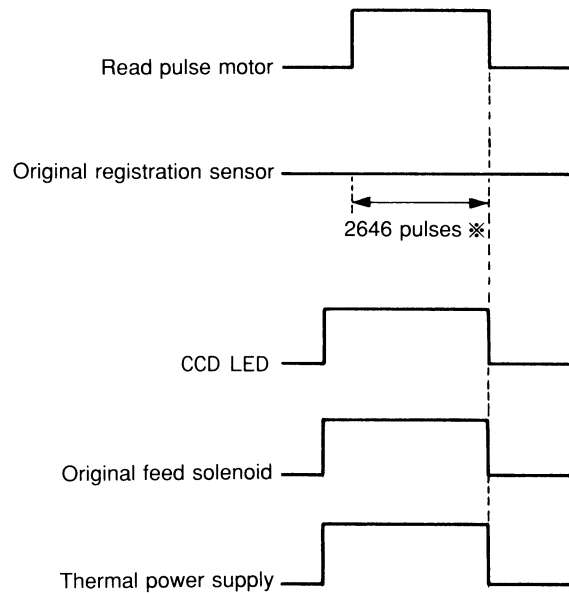 Read pulse motor
Original registration sensor
2646 pulses ※
CCD LED
Original feed solenoid
Thermal power supply